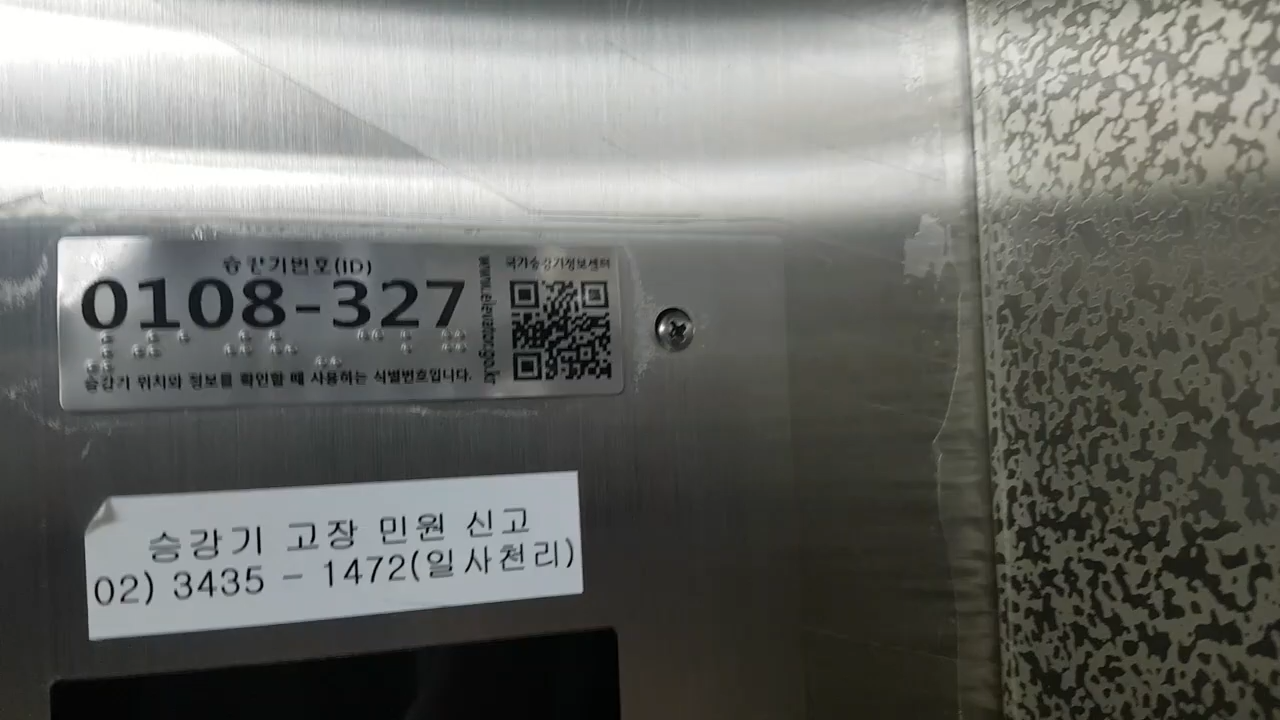 승강기번호(ID)
0108-327
승강기 위치와 정보를 확인할 때 사용하는 식별번호입니다.
www.elevator.go.kr
국가승강기정보센터
승강기 고장 민원 신고
02) 3435 - 1472(일사천리)